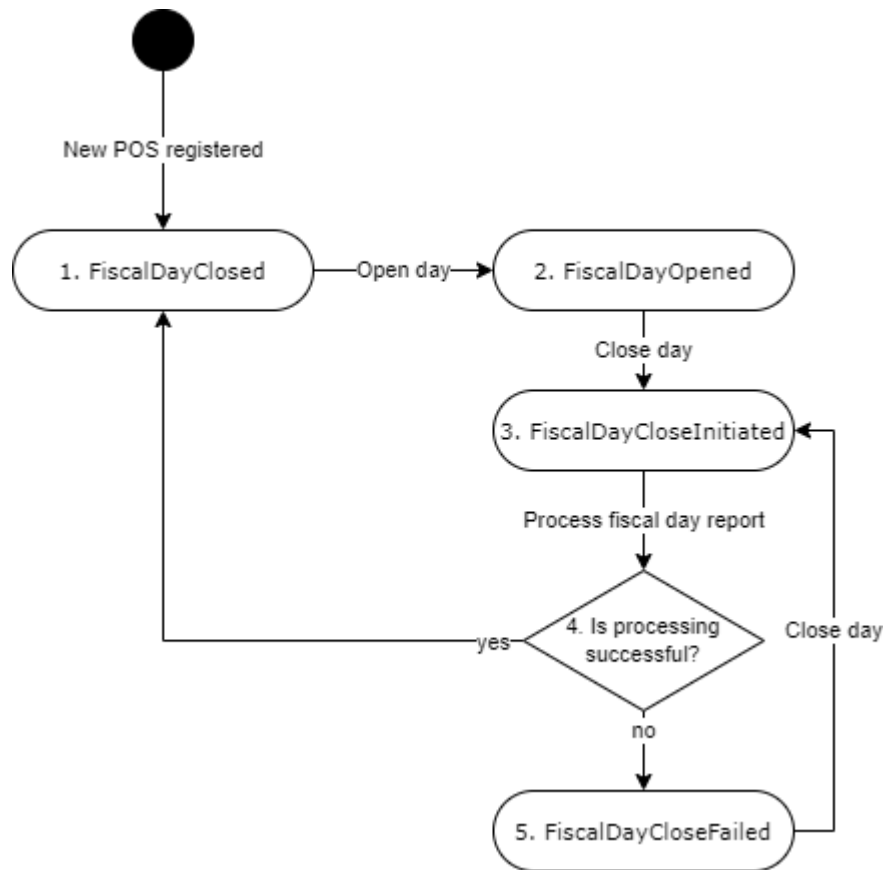 New POS registered
1. FiscalDayClosed
Open day
2. FiscalDayOpened
Close day
3. FiscalDayCloseInitiated
Process fiscal day report
4. Is processing
successful?
yes
Close day
no
5. FiscalDayCloseFailed